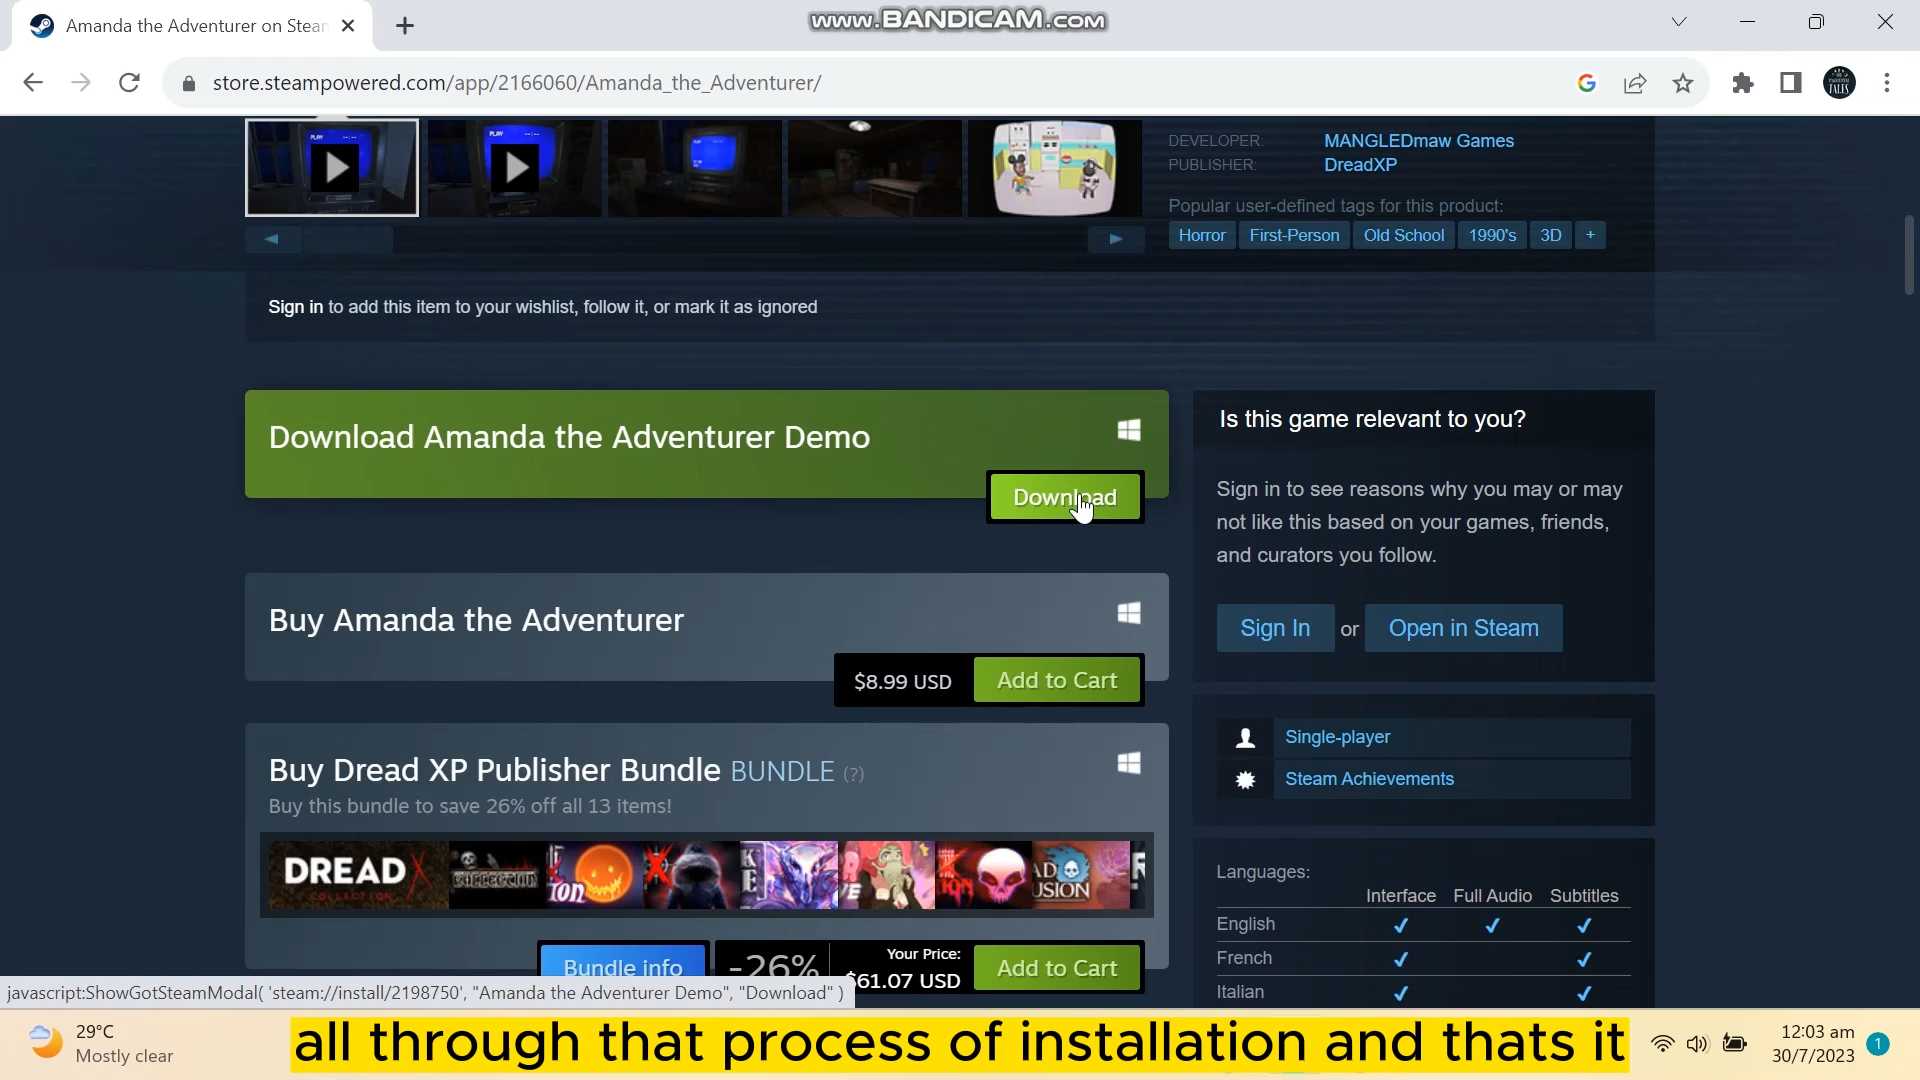 Amanda the Adventurer on Stear
www.BANDICAM.com
store.steampowered.com/app/2166060/Amanda_the_Adventurer/
PLAY
PLAY
DEVELOPER: MANGLEDmaw Games
PUBLISHER: DreadXP
Popular user-defined tags for this product:
Horror First-Person Old School 1990's 3D +
Sign in to add this item to your wishlist, follow it, or mark it as ignored
Download Amanda the Adventurer Demo
Download
Is this game relevant to you?
Sign in to see reasons why you may or may
not like this based on your games, friends,
and curators you follow.
Sign In or Open in Steam
Buy Amanda the Adventurer
$8.99 USD Add to Cart
Single-player
Steam Achievements
Buy Dread XP Publisher Bundle BUNDLE (?)
Buy this bundle to save 26% off all 13 items!
DREAD X
COLLECTION
Bundle info -26% Your Price:
$61.07 USD Add to Cart
Languages:
Interface Full Audio Subtitles
English
French
Italian
javascript:ShowGotSteamModal( 'steam://install/2198750', "Amanda the Adventurer Demo", "Download" )
29°C
Mostly clear
all through that process of installation and thats it
12:03 am
30/7/2023
1